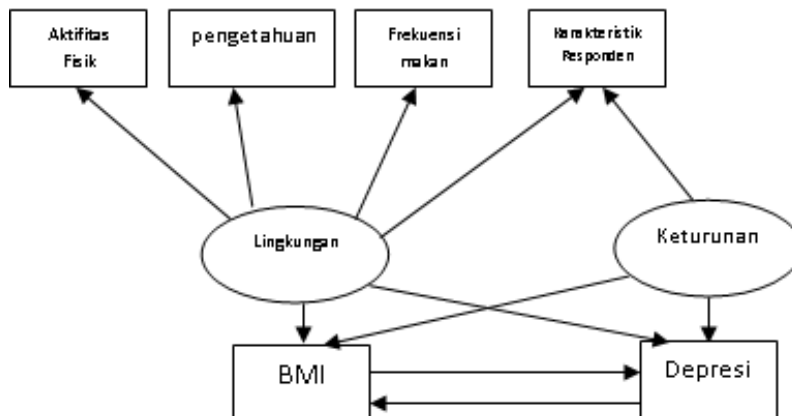 Aktifitas
Fisik
pengetahuan
Frekuensi
makan
Karakteristik
Responden
Lingkungan
Keturunan
BMI
Depresi